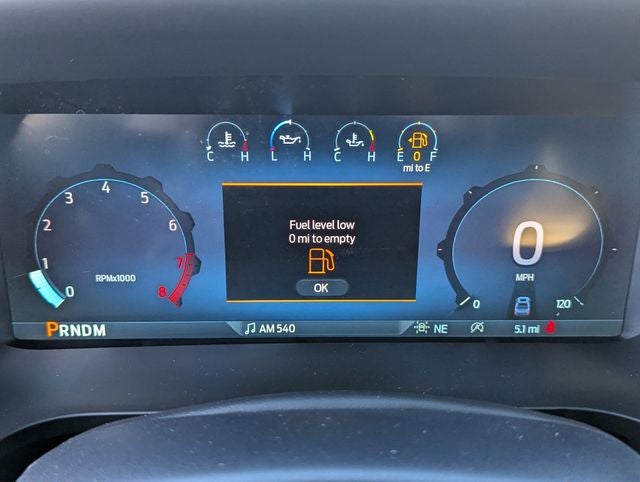 C H L H C H E 0 F
mi to E
Fuel level low
0 mi to empty
OK
0 1 2 3 4 5 6 7 8
RPMx1000
0
MPH
0 120
PRNDM
AM 540
NE
5.1 mi